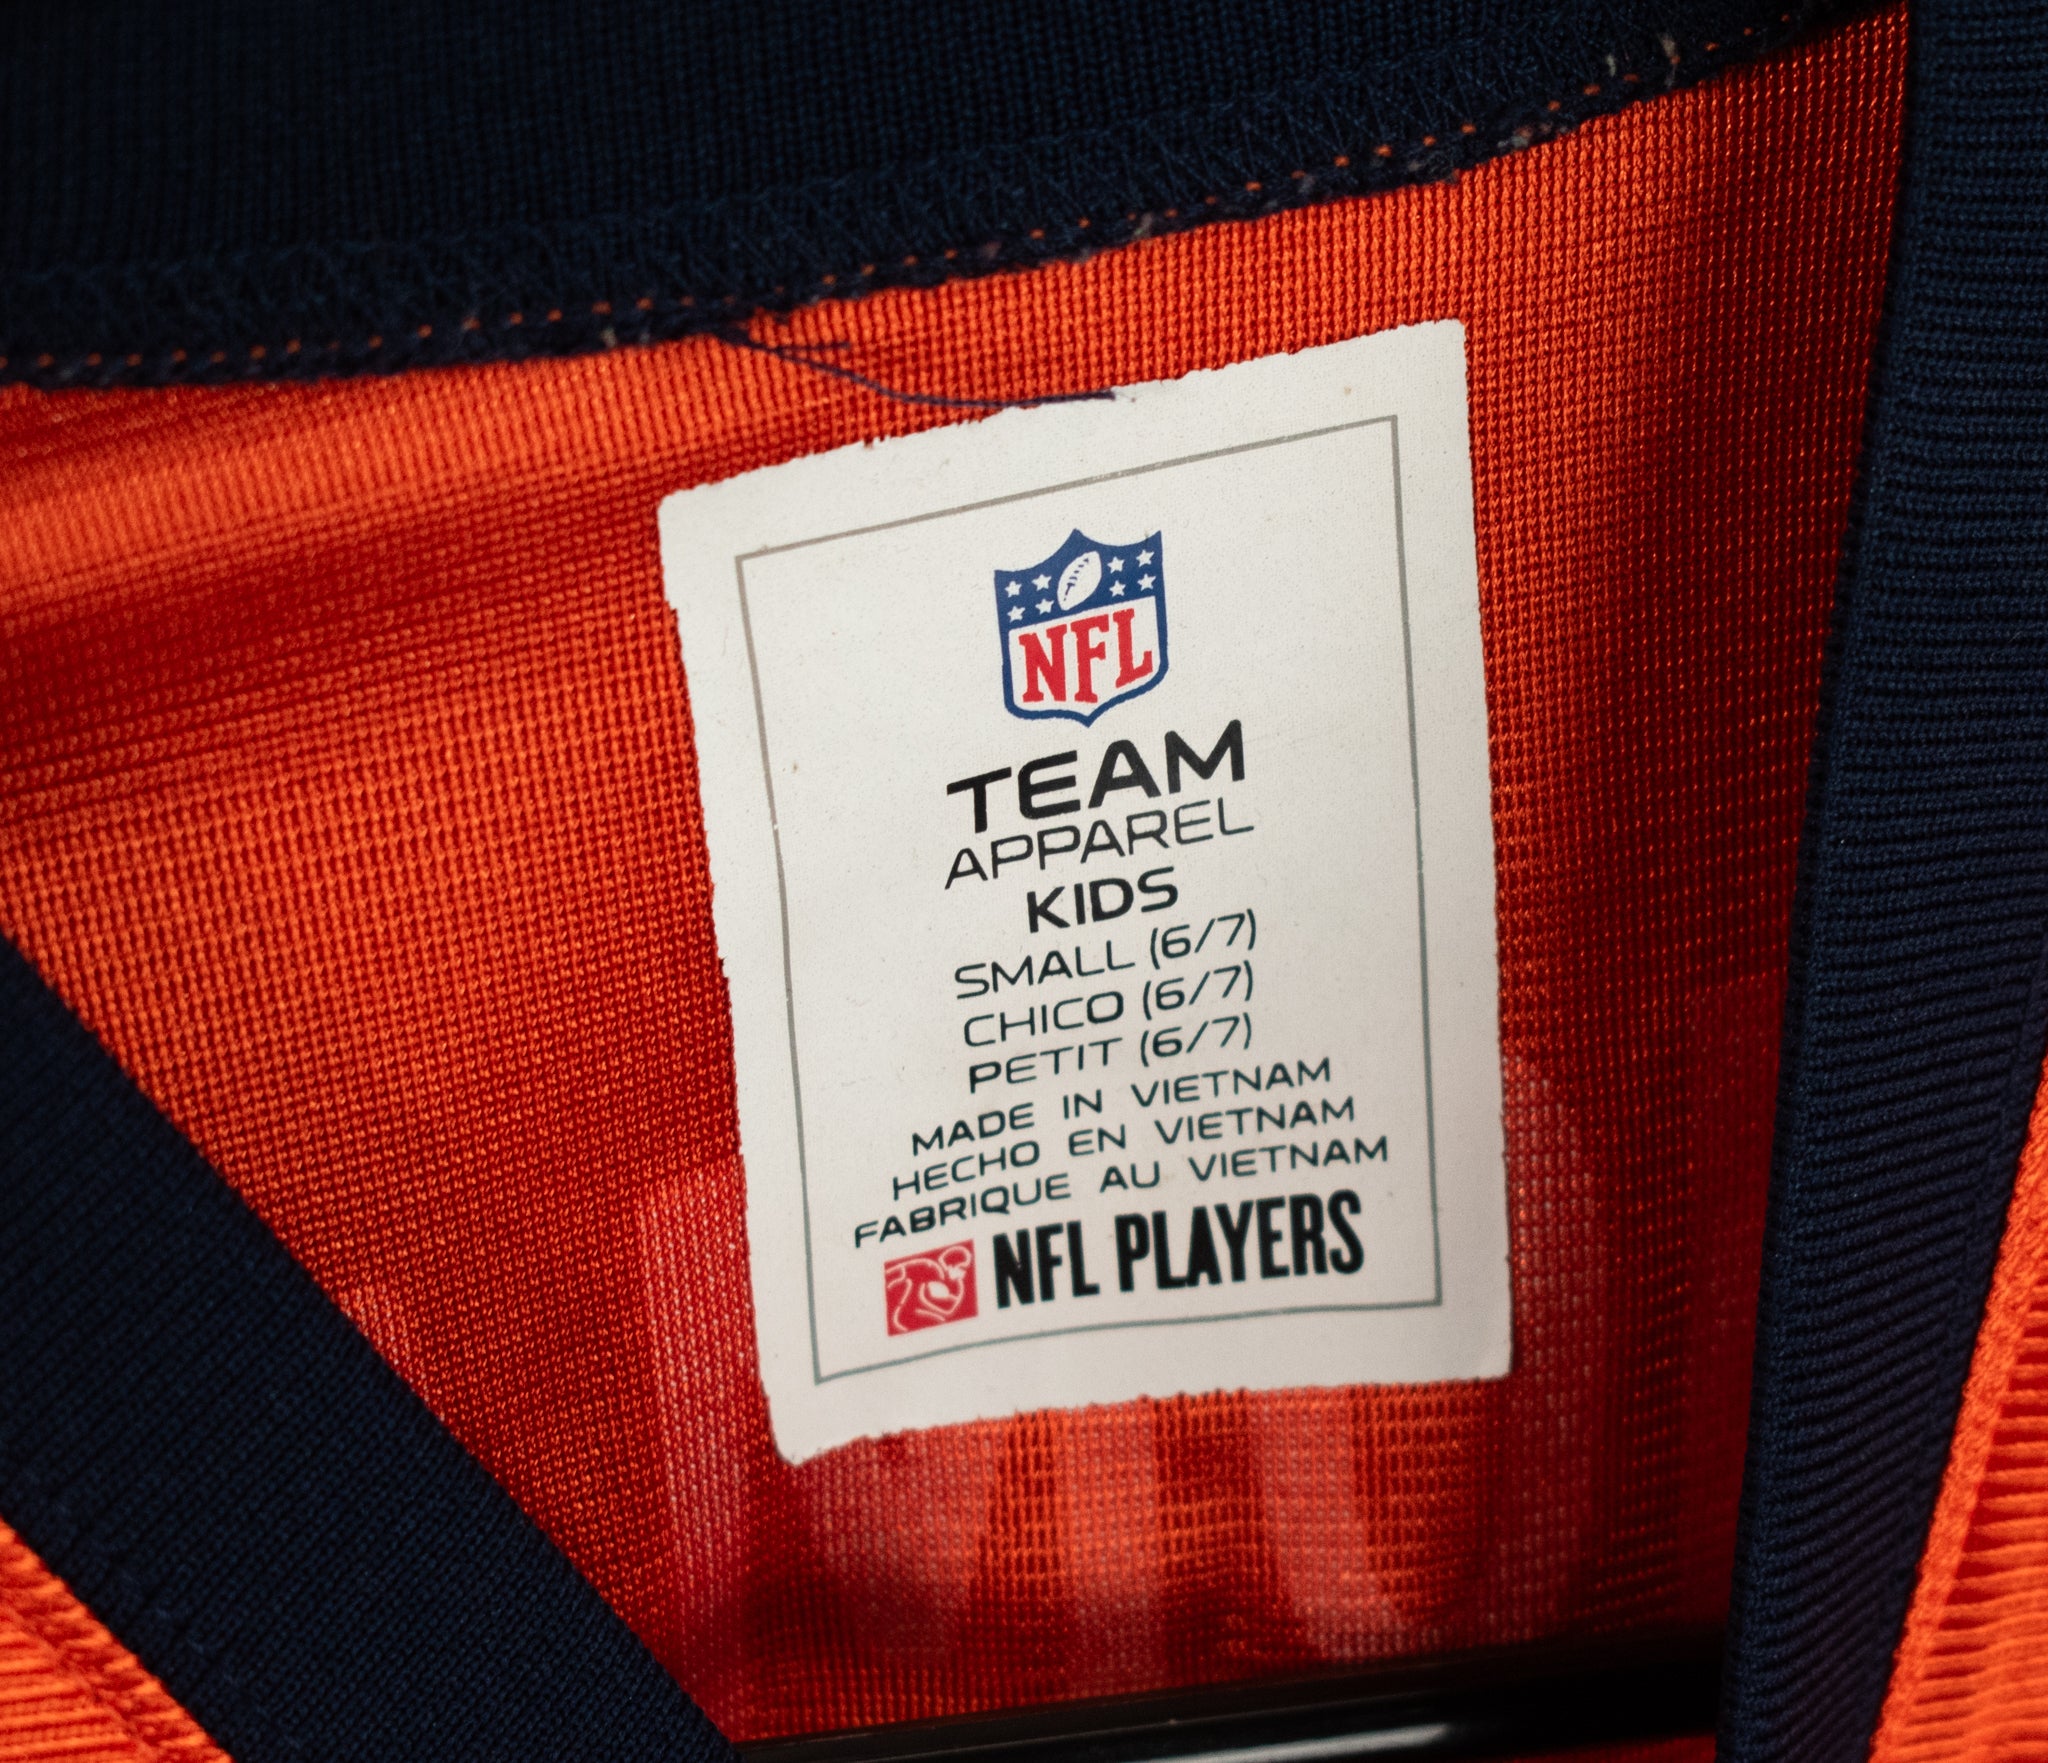 NFL
TEAM
APPAREL
KIDS
SMALL (6/7)
CHICO (6/7)
PETIT (6/7)
MADE IN VIETNAM
HECHO EN VIETNAM
FABRIQUE AU VIETNAM
NFL PLAYERS